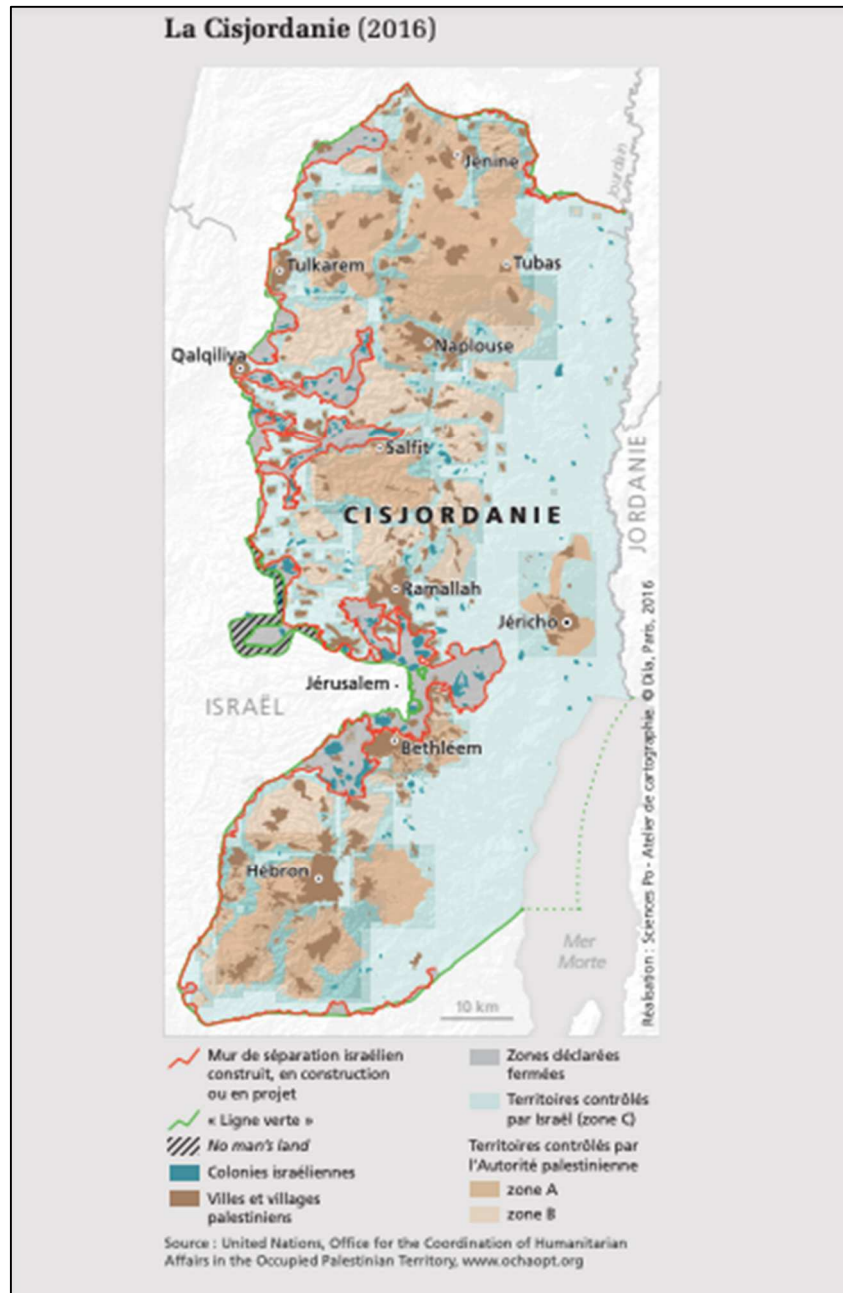 La Cisjordanie (2016)
Jourdain
Jénine
Tulkarem
Tubas
Naplouse
Qalqiliya
Salfit
CISJORDANIE
JORDANIE
Ramallah
Jéricho
Jérusalem
ISRAËL
Bethléem
Hébron
Mer
Morte
10 km
Réalisation : Sciences Po - Atelier de cartographie. © Dila, Paris, 2016
Mur de séparation israélien
construit, en construction
ou en projet
« Ligne verte »
No man's land
Colonies israéliennes
Villes et villages
palestiniens
Zones déclarées
fermées
Territoires contrôlés
par Israël (zone C)
Territoires contrôlés par
l'Autorité palestinienne
zone A
zone B
Source : United Nations, Office for the Coordination of Humanitarian
Affairs in the Occupied Palestinian Territory, www.ochaopt.org